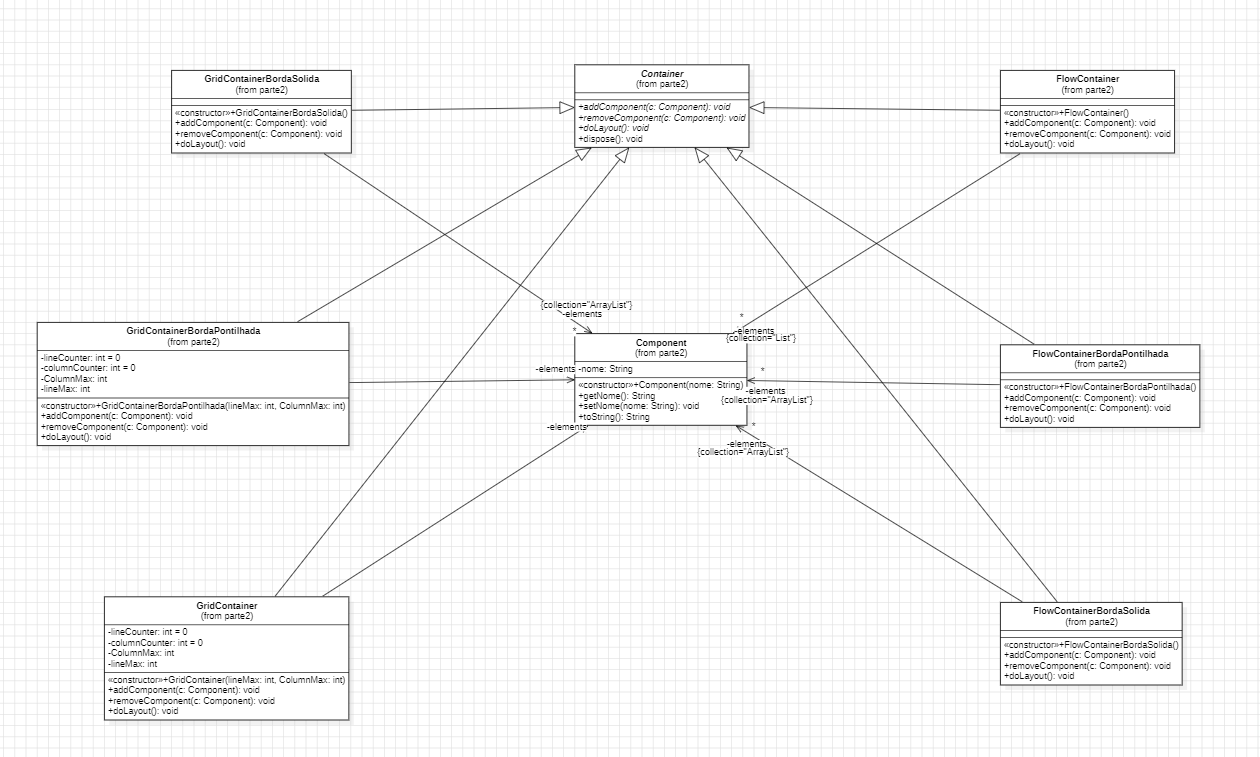 GridContainerBordaSolida
(from parte2)
«constructor»+GridContainerBordaSolida()
+addComponent(c: Component): void
+removeComponent(c: Component): void
+doLayout(): void
Container
(from parte2)
+addComponent(c: Component): void
+removeComponent(c: Component): void
+doLayout(): void
+dispose(): void
FlowContainer
(from parte2)
«constructor»+FlowContainer()
+addComponent(c: Component): void
+removeComponent(c: Component): void
+doLayout(): void
{collection="ArrayList"}
-elements
*
*
-elements
{collection="List"}
GridContainerBordaPontilhada
(from parte2)
-lineCounter: int = 0
-columnCounter: int = 0
-ColumnMax: int
-lineMax: int
«constructor»+GridContainerBordaPontilhada(lineMax: int, ColumnMax: int)
+addComponent(c: Component): void
+removeComponent(c: Component): void
+doLayout(): void
Component
(from parte2)
-elements
-nome: String
«constructor»+Component(nome: String)
+getNome(): String
+setNome(nome: String): void
+toString(): String
*
-elements
{collection="ArrayList"}
FlowContainerBordaPontilhada
(from parte2)
«constructor»+FlowContainerBordaPontilhada()
+addComponent(c: Component): void
+removeComponent(c: Component): void
+doLayout(): void
-elements
*
-elements
{collection="ArrayList"}
GridContainer
(from parte2)
-lineCounter: int = 0
-columnCounter: int = 0
-ColumnMax: int
-lineMax: int
«constructor»+GridContainer(lineMax: int, ColumnMax: int)
+addComponent(c: Component): void
+removeComponent(c: Component): void
+doLayout(): void
FlowContainerBordaSolida
(from parte2)
«constructor»+FlowContainerBordaSolida()
+addComponent(c: Component): void
+removeComponent(c: Component): void
+doLayout(): void